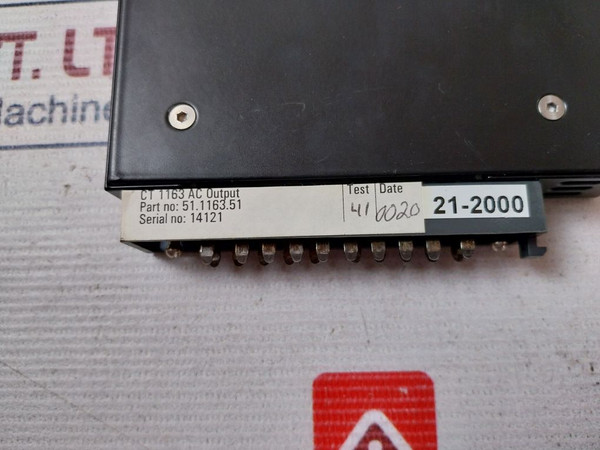 VT. LT
Machine
CT 1163 AC Output
Part no: 51.1163.51
Serial no: 14121
Test
41
Date
0020
21-2000